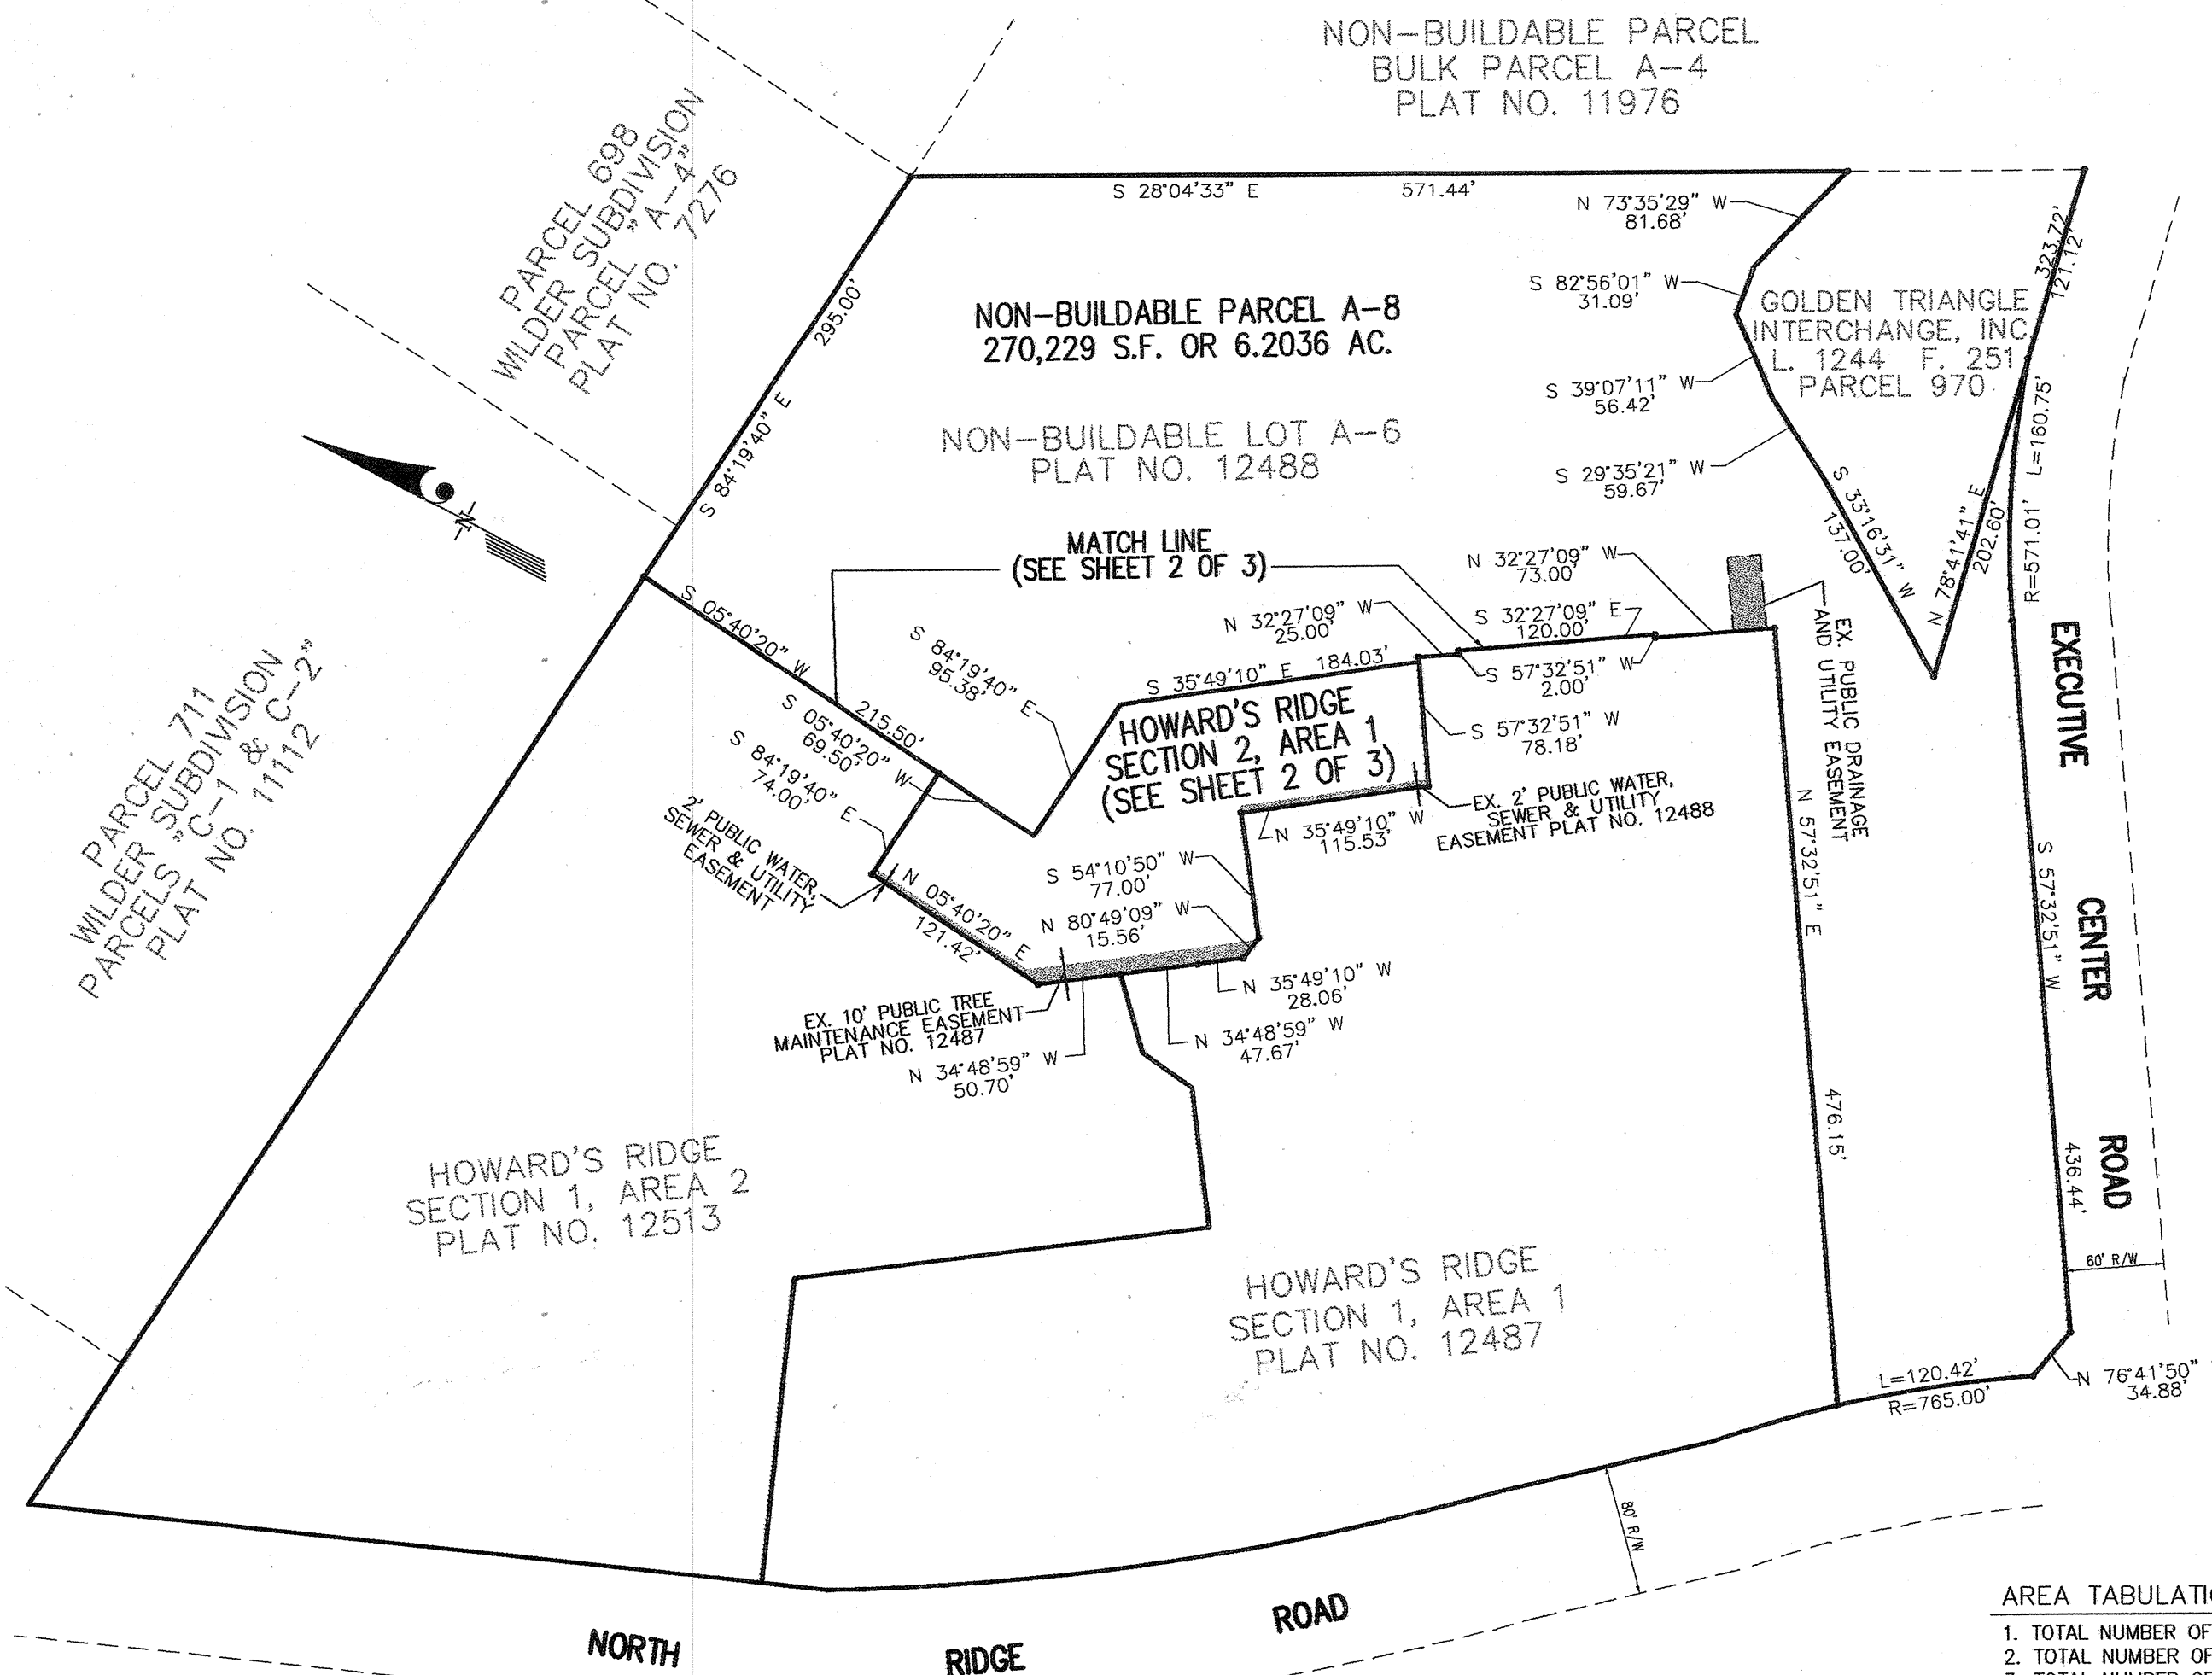 NON-BUILDABLE PARCEL
BULK PARCEL A-4
PLAT NO. 11976
PARCEL 698
WILDER SUBDIVISION
PARCEL "A-4"
PLAT NO. 7276
S 28°04'33" E 571.44'
N 73°35'29" W
81.68'
S 82°56'01" W
31.09'
S 39°07'11" W
56.42'
S 29°35'21" W
59.67'
323.72'
121.12'
GOLDEN TRIANGLE
INTERCHANGE, INC.
L. 1244 F. 251
PARCEL 970
NON-BUILDABLE PARCEL A-8
270,229 S.F. OR 6.2036 AC.
NON-BUILDABLE LOT A-6
PLAT NO. 12488
S 84°19'40" E 295.00'
N
MATCH LINE
(SEE SHEET 2 OF 3)
S 33°16'31" W
137.00'
N 78°41'41" E
202.60'
R=571.01' L=160.75'
N 32°27'09" W
73.00'
N 32°27'09" W
25.00'
S 32°27'09" E
120.00'
S 57°32'51" W
2.00'
S 57°32'51" W
78.18'
S 05°40'20" W 215.50'
S 84°19'40" E
95.38'
S 35°49'10" E 184.03'
S 05°40'20" W
69.50'
S 84°19'40" E
74.00'
HOWARD'S RIDGE
SECTION 2, AREA 1
(SEE SHEET 2 OF 3)
EX. PUBLIC DRAINAGE
AND UTILITY EASEMENT
2' PUBLIC WATER,
SEWER & UTILITY
EASEMENT
EX. 2' PUBLIC WATER,
SEWER & UTILITY
EASEMENT PLAT NO. 12488
N 35°49'10" W
115.53'
S 54°10'50" W
77.00'
N 80°49'09" W
15.56'
N 05°40'20" E
121.42'
N 35°49'10" W
28.06'
N 34°48'59" W
47.67'
EX. 10' PUBLIC TREE
MAINTENANCE EASEMENT
PLAT NO. 12487
N 34°48'59" W
50.70'
PARCEL 711
WILDER SUBDIVISION
PARCELS "C-1 & C-2"
PLAT NO. 11112
N 57°32'51" E 476.15'
S 57°32'51" W 436.44'
EXECUTIVE CENTER ROAD
60' R/W
HOWARD'S RIDGE
SECTION 1, AREA 2
PLAT NO. 12513
HOWARD'S RIDGE
SECTION 1, AREA 1
PLAT NO. 12487
L=120.42'
R=765.00'
N 76°41'50"
34.88'
80' R/W
NORTH RIDGE ROAD
AREA TABULATI
1. TOTAL NUMBER OF
2. TOTAL NUMBER OF